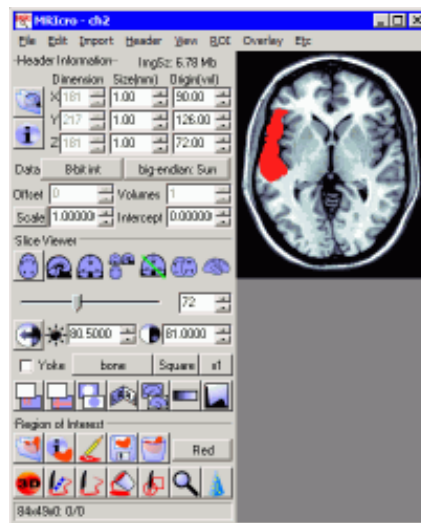 MRIcro - ch2
File Edit Import Header View ROI Overlay Etc
Header Information ImgSz: 6.78 Mb
Dimension Size(mm) Origin(vxl)
X 181 1.00 90.00
Y 217 1.00 126.00
Z 181 1.00 72.00
Data 8-bit int big-endian: Sun
Offset 0 Volumes 1
Scale 1.00000 Intercept 0.00000
Slice Viewer
72
80.5000 81.0000
Yoke bone Square x1
Region of Interest
Red
3D
84x49x0: 0/0